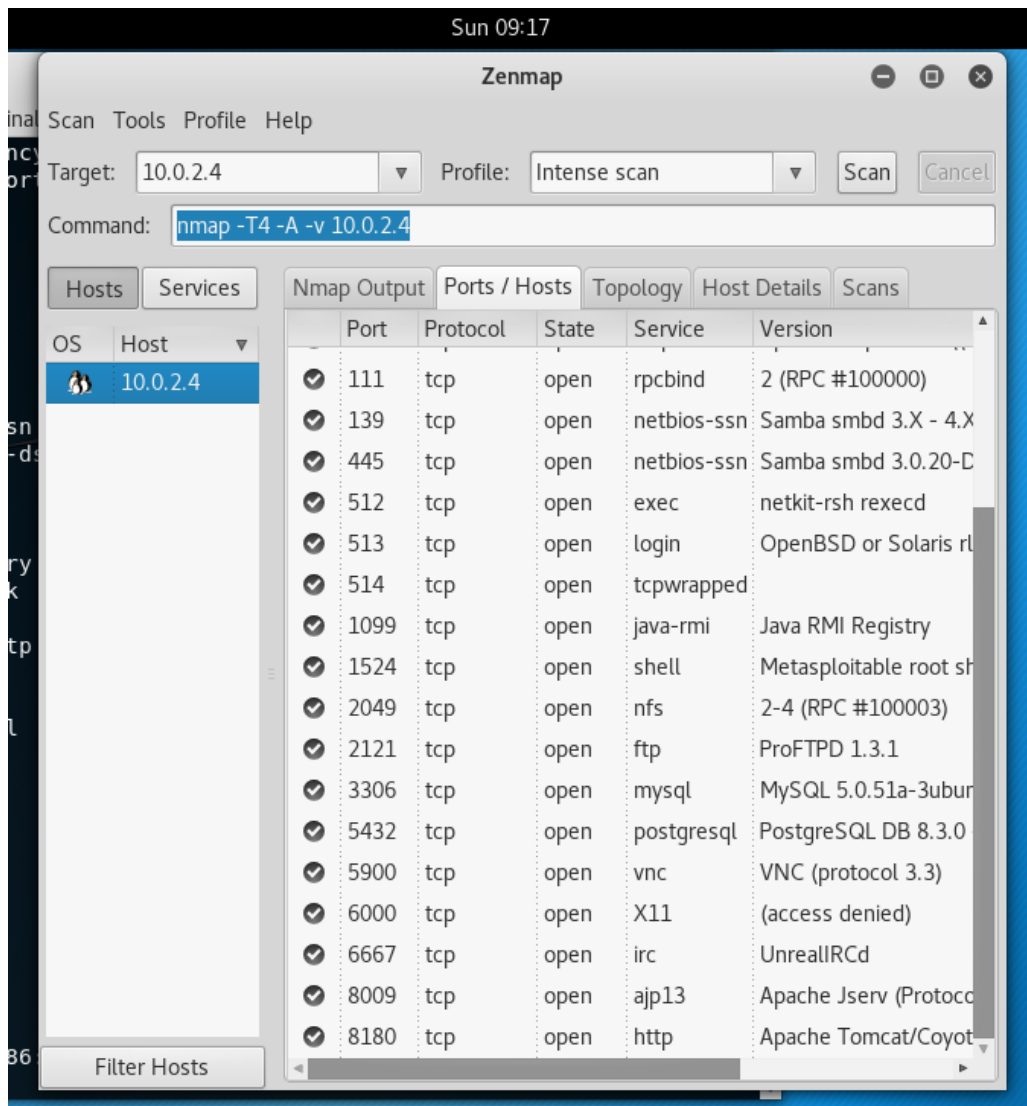 Sun 09:17
Zenmap
Scan Tools Profile Help
Target: 10.0.2.4 Profile: Intense scan Scan Cancel
Command: nmap -T4 -A -v 10.0.2.4
Hosts Services Nmap Output Ports / Hosts Topology Host Details Scans
OS Host Port Protocol State Service Version
10.0.2.4
111 tcp open rpcbind 2 (RPC #100000)
139 tcp open netbios-ssn Samba smbd 3.X - 4.X
445 tcp open netbios-ssn Samba smbd 3.0.20-D
512 tcp open exec netkit-rsh rexecd
513 tcp open login OpenBSD or Solaris rl
514 tcp open tcpwrapped
1099 tcp open java-rmi Java RMI Registry
1524 tcp open shell Metasploitable root sh
2049 tcp open nfs 2-4 (RPC #100003)
2121 tcp open ftp ProFTPD 1.3.1
3306 tcp open mysql MySQL 5.0.51a-3ubun
5432 tcp open postgresql PostgreSQL DB 8.3.0
5900 tcp open vnc VNC (protocol 3.3)
6000 tcp open X11 (access denied)
6667 tcp open irc UnrealIRCd
8009 tcp open ajp13 Apache Jserv (Protoco
8180 tcp open http Apache Tomcat/Coyot
Filter Hosts